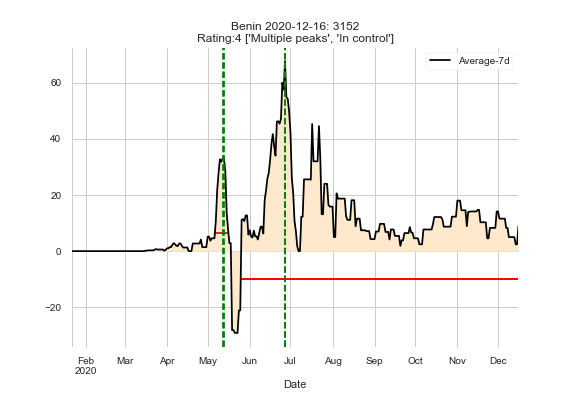 Benin 2020-12-16: 3152
Rating:4 ['Multiple peaks', 'In control']
Average-7d
60
40
20
0
−20
Feb Mar Apr May Jun Jul Aug Sep Oct Nov Dec
2020
Date